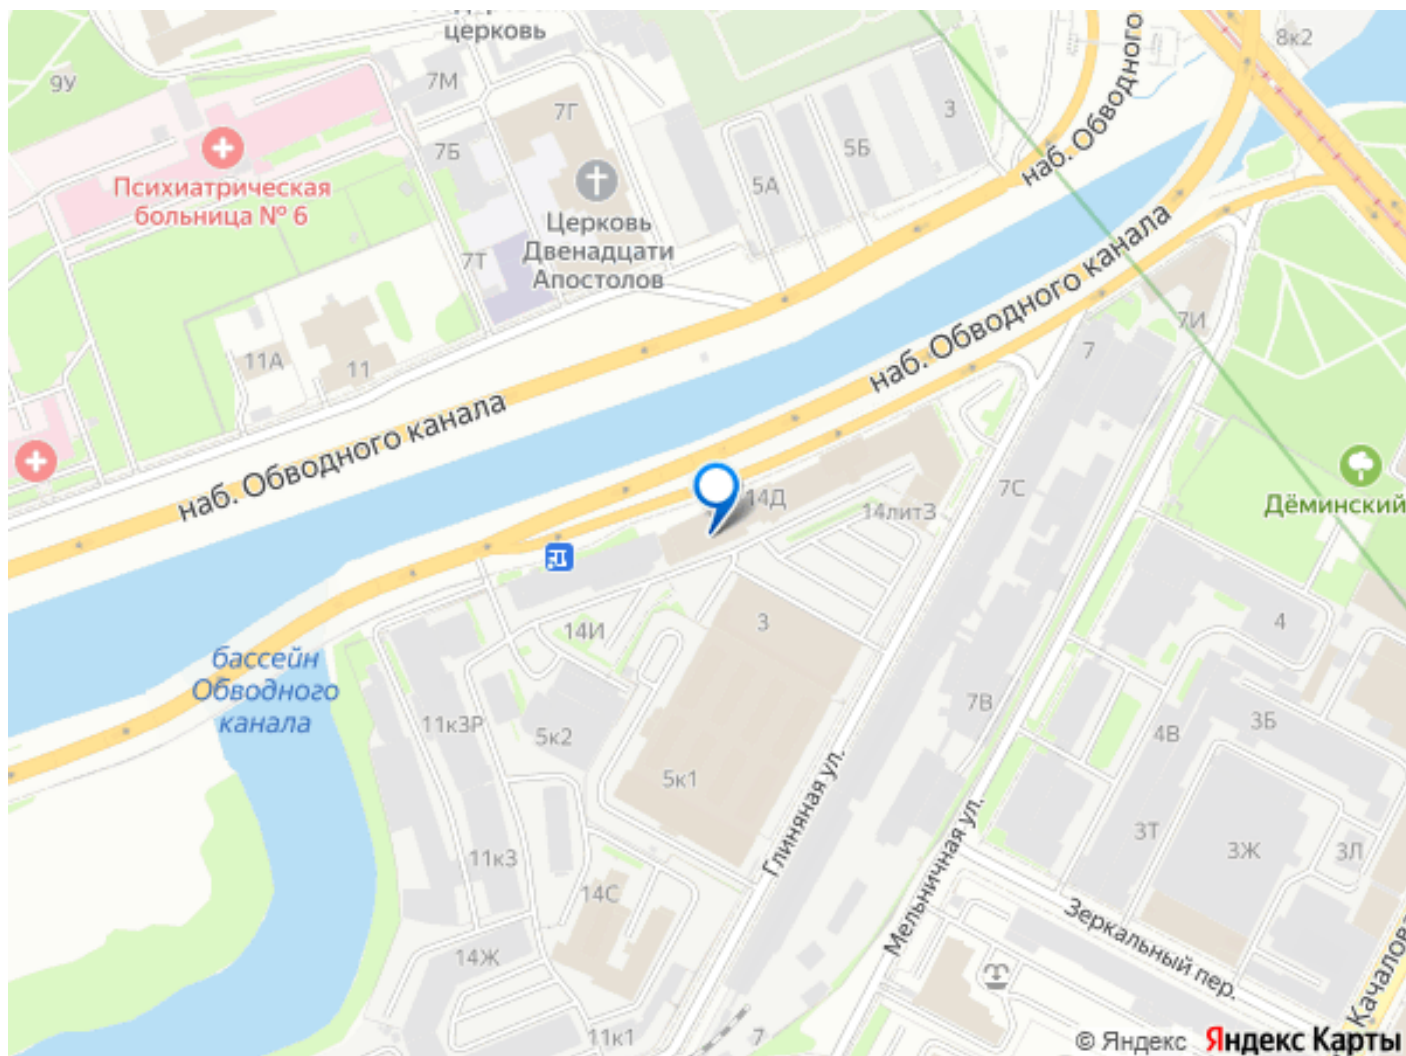 церковь
8к2
9У
7М
7Г
3
наб. Обводного
5Б
7Б
5А
Психиатрическая
больница № 6
Церковь
Двенадцати
Апостолов
7Т
наб. Обводного канала
7И
11А
11
7
наб. Обводного канала
14Д
7С
14литЗ
Дёминский
14И
3
4
бассейн
Обводного
канала
11к3Р
5к2
7В
4В
3Б
5к1
Глиняная ул.
Мельничная ул.
3Т
3Ж
3Л
11к3
14С
Зеркальный пер.
14Ж
Качалова
11к1
7
© Яндекс Яндекс Карты